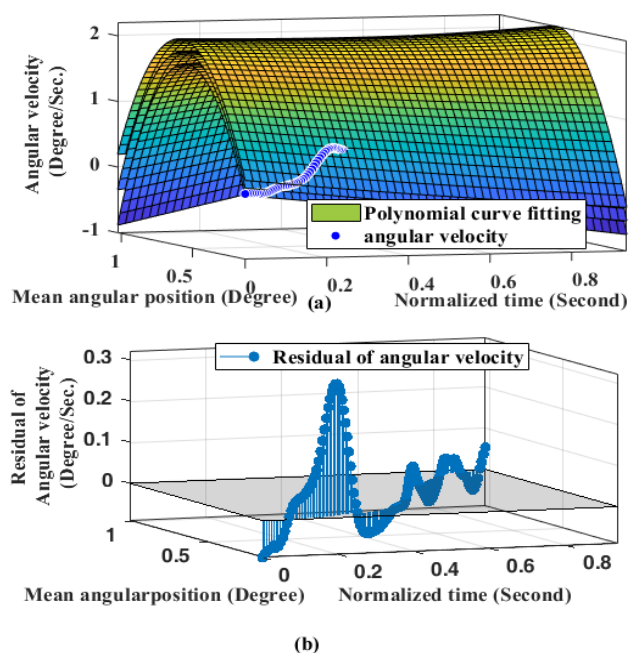 Angular velocity
(Degree/Sec.)
2
1
0
-1
1
0.5
0
0.2
0.4
0.6
0.8
Polynomial curve fitting
angular velocity
Mean angular position (Degree)
(a)
Normalized time (Second)
Residual of
Angular velocity
(Degree/Sec.)
0.3
0.2
0.1
0
Residual of angular velocity
1
0.5
0
0.2
0.4
0.6
0.8
Mean angularposition (Degree)
Normalized time (Second)
(b)